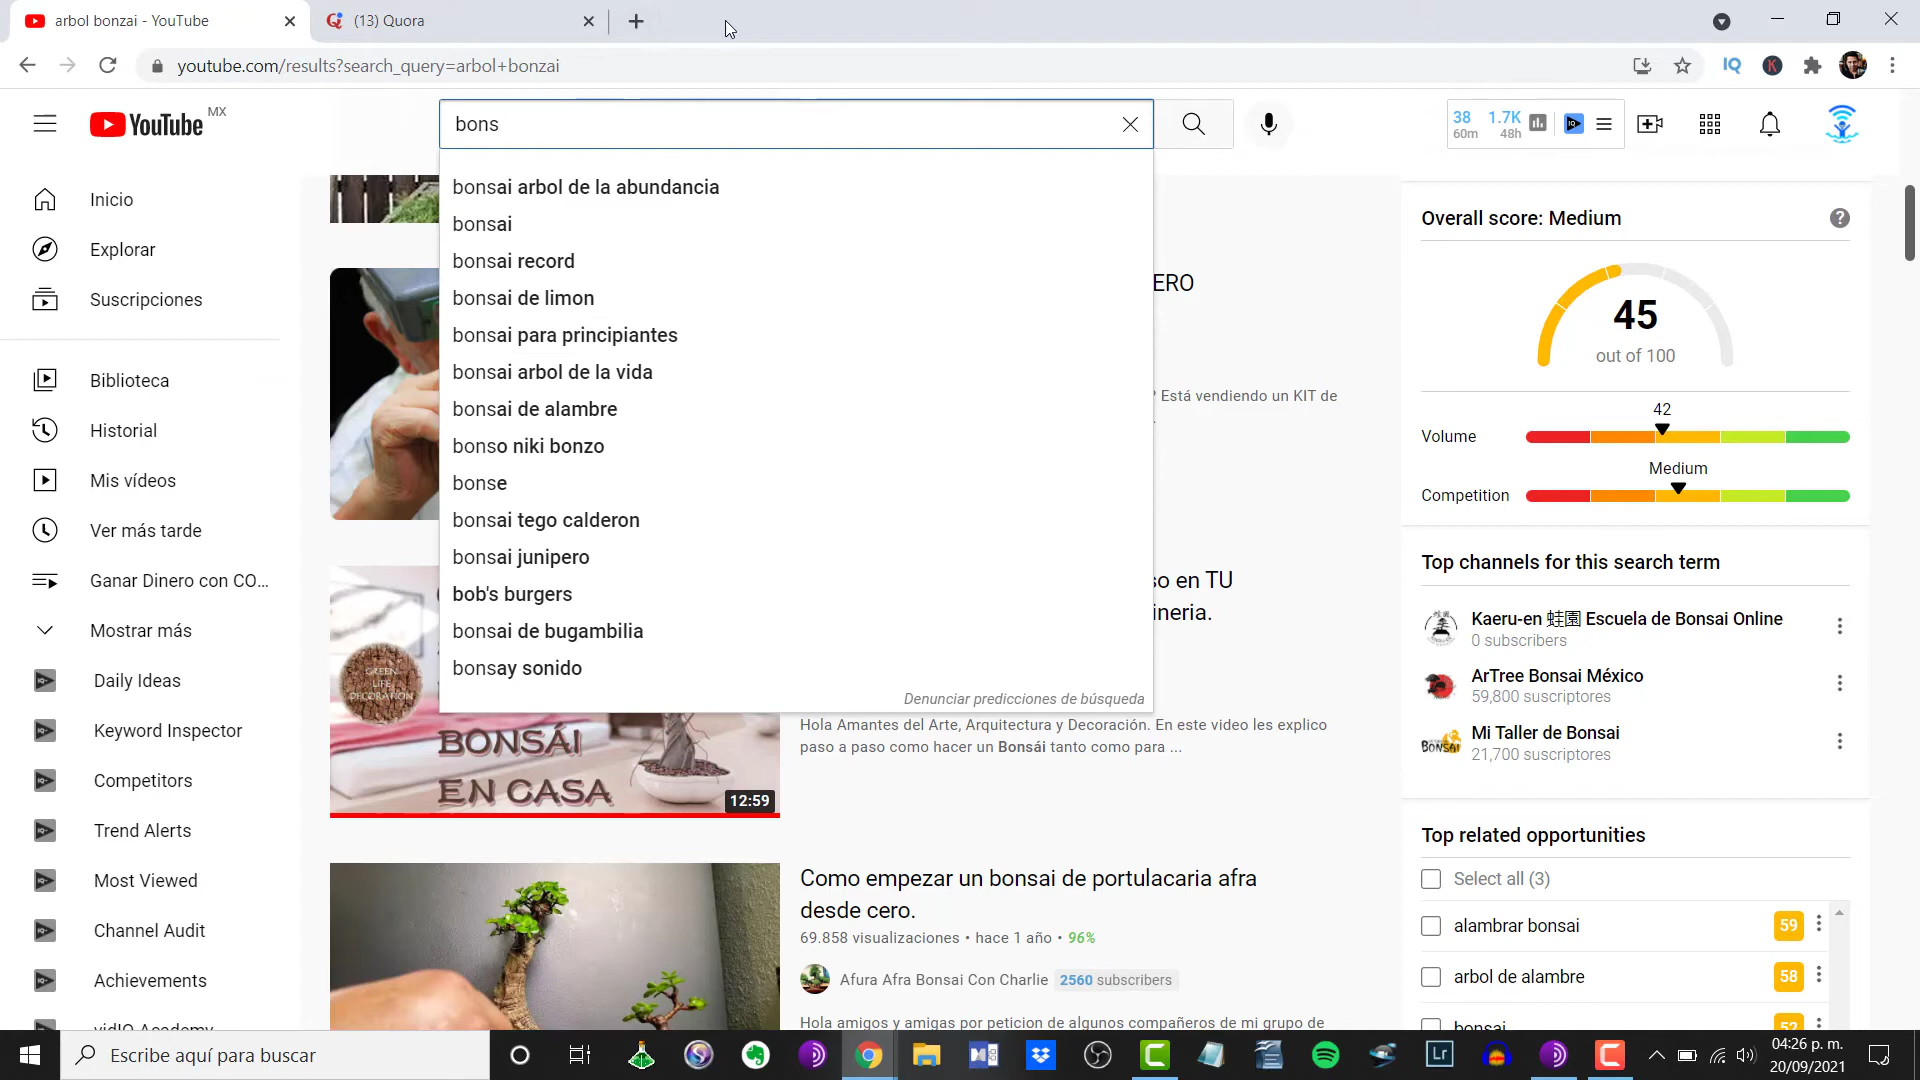 arbol bonzai - YouTube
(13) Quora
youtube.com/results?search_query=arbol+bonzai
IQ
K
YouTube MX
bons
38 1.7K
60m 48h
Inicio
Explorar
Suscripciones
Biblioteca
Historial
Mis vídeos
Ver más tarde
Ganar Dinero con CO...
Mostrar más
Daily Ideas
Keyword Inspector
Competitors
Trend Alerts
Most Viewed
Channel Audit
Achievements
vidIQ Academy
bonsai arbol de la abundancia
bonsai
bonsai record
bonsai de limon
bonsai para principiantes
bonsai arbol de la vida
bonsai de alambre
bonso niki bonzo
bonse
bonsai tego calderon
bonsai junipero
bob's burgers
bonsai de bugambilia
bonsay sonido
Denunciar predicciones de búsqueda
ERO
? Está vendiendo un KIT de
so en TU
ineria.
GREEN
LIFE
DECORATION
BONSÁI
EN CASA
12:59
Hola Amantes del Arte, Arquitectura y Decoración. En este video les explico
paso a paso como hacer un Bonsái tanto como para ...
Como empezar un bonsai de portulacaria afra
desde cero.
69.858 visualizaciones • hace 1 año • 96%
Afura Afra Bonsai Con Charlie 2560 subscribers
Hola amigos y amigas por peticion de algunos compañeros de mi grupo de
Overall score: Medium
45
out of 100
42
Volume
Medium
Competition
Top channels for this search term
Kaeru-en 蛙園 Escuela de Bonsai Online
0 subscribers
ArTree Bonsai México
59,800 suscriptores
BONSAI
Mi Taller de Bonsai
21,700 suscriptores
Top related opportunities
Select all (3)
alambrar bonsai 59
arbol de alambre 58
bonsai 52
Escribe aquí para buscar
Lr
04:26 p. m.
20/09/2021